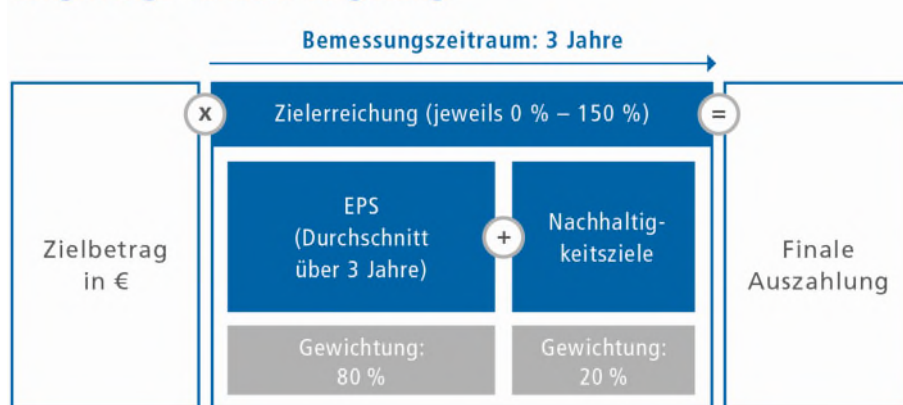 Bemessungszeitraum: 3 Jahre
x
Zielerreichung (jeweils 0 % – 150 %)
=
Zielbetrag
in €
EPS
(Durchschnitt
über 3 Jahre)
+
Nachhaltig-
keitsziele
Finale
Auszahlung
Gewichtung:
80 %
Gewichtung:
20 %